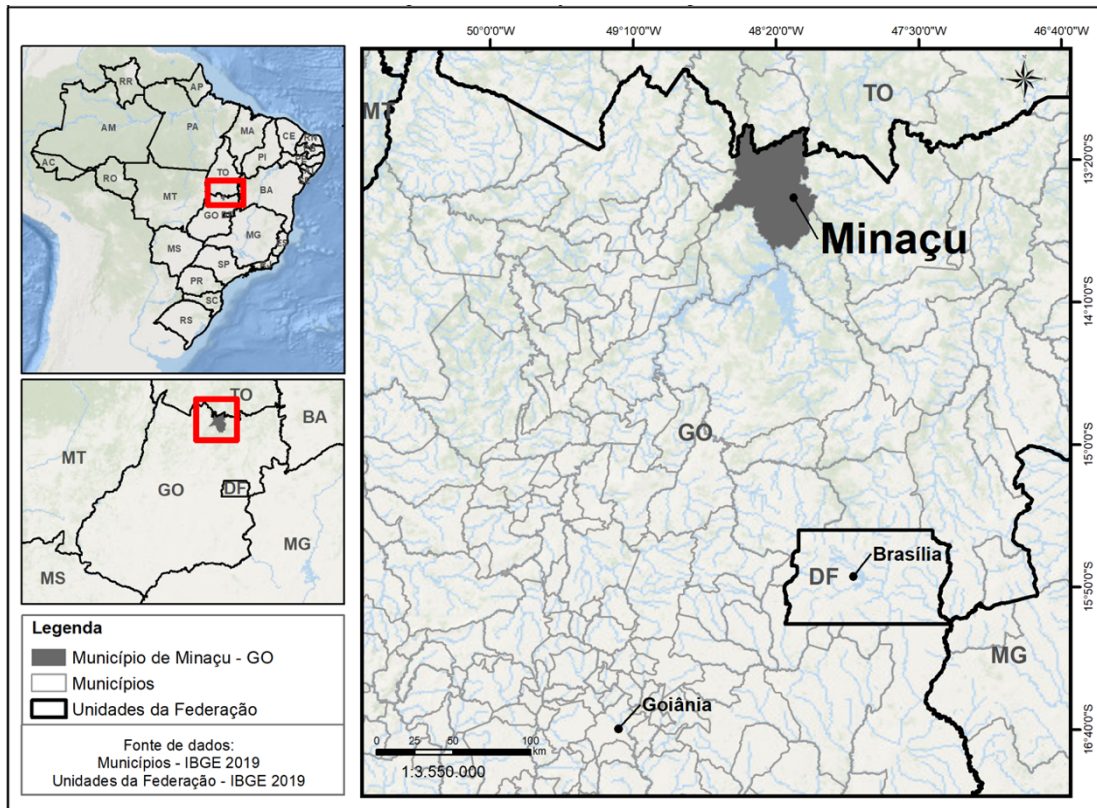 50°0'0"W
49°10'0"W
48°20'0"W
47°30'0"W
46°40'0"W
RR
AP
AM
PA
MA
CE
PI
AC
TO
RO
BA
MT
GO
MG
ES
MS
SP
PR
SC
RS
TO
BA
MT
GO
DF
MG
MS
Legenda
Município de Minaçu - GO
Municípios
Unidades da Federação
Fonte de dados:
Municípios - IBGE 2019
Unidades da Federação - IBGE 2019
MT
TO
13°20'0"S
Minaçu
14°10'0"S
GO
15°0'0"S
Brasília
DF
15°50'0"S
MG
Goiânia
16°40'0"S
0 25 50 100
km
1:3.550.000